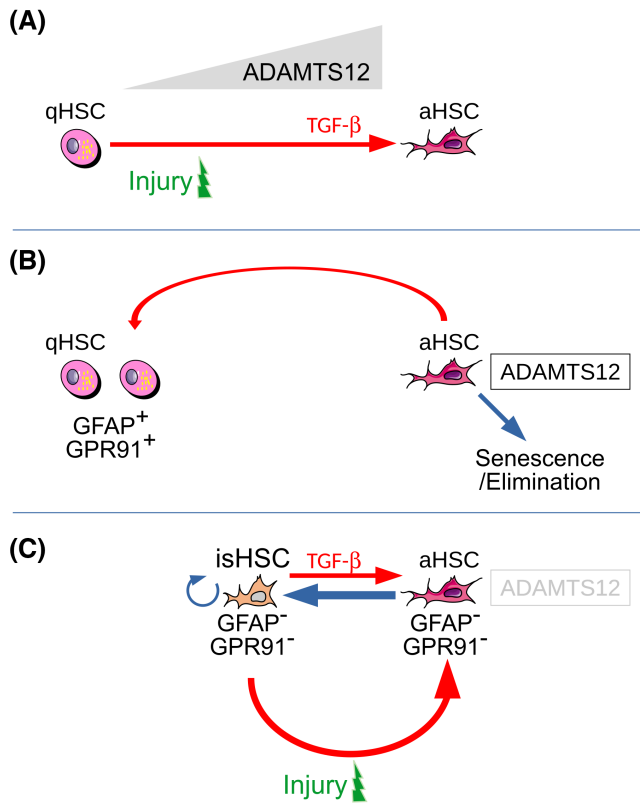 (A)
ADAMTS12
qHSC
TGF-β
aHSC
Injury
(B)
qHSC
aHSC
ADAMTS12
GFAP⁺
GPR91⁺
Senescence
/Elimination
(C)
isHSC
TGF-β
aHSC
ADAMTS12
GFAP⁻
GPR91⁻
GFAP⁻
GPR91⁻
Injury